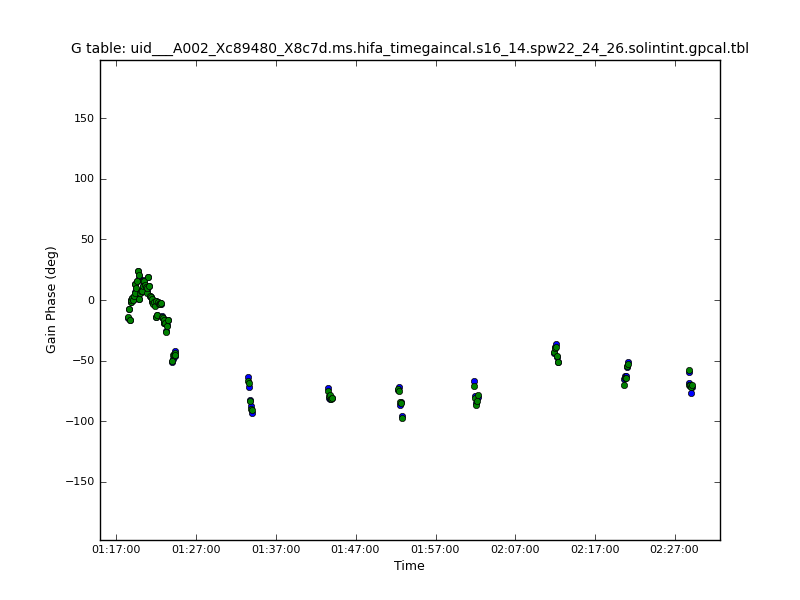 G table: uid___A002_Xc89480_X8c7d.ms.hifa_timegaincal.s16_14.spw22_24_26.solintint.gpcal.tbl
Gain Phase (deg)
150
100
50
0
−50
−100
−150
01:17:00 01:27:00 01:37:00 01:47:00 01:57:00 02:07:00 02:17:00 02:27:00
Time